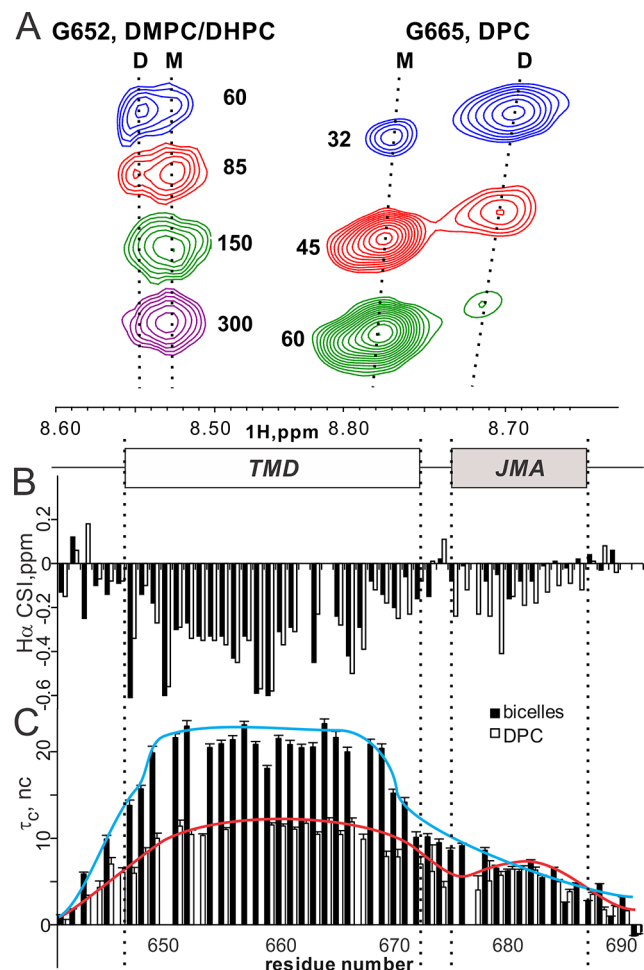 A
G652, DMPC/DHPC G665, DPC
D M M D
60
32
85
150 45
300
60
8.60 8.50 1H,ppm 8.80 8.70
TMD JMA
B
Hα CSI,ppm
0.2
0
-0.2
-0.4
-0.6
C
bicelles
DPC
τc, nc
20
10
0
650 660 670 680 690
residue number